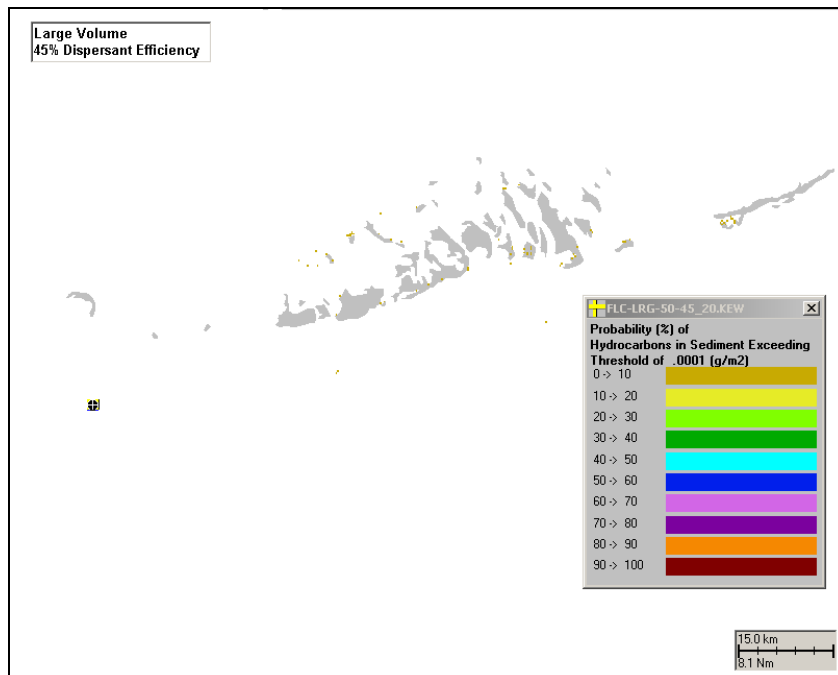 Large Volume
45% Dispersant Efficiency
FLC-LRG-50-45_20.KEW
Probability (%) of
Hydrocarbons in Sediment Exceeding
Threshold of .0001 (g/m2)
0 -> 10
10 -> 20
20 -> 30
30 -> 40
40 -> 50
50 -> 60
60 -> 70
70 -> 80
80 -> 90
90 -> 100
15.0 km
8.1 Nm